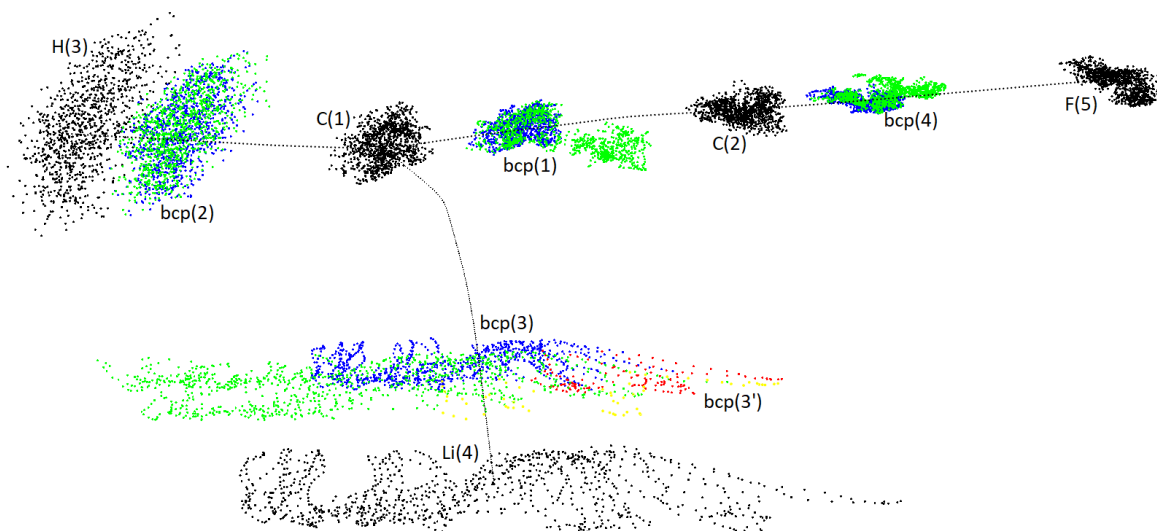 H(3)
C(1)
F(5)
bcp(4)
C(2)
bcp(1)
bcp(2)
bcp(3)
bcp(3')
Li(4)